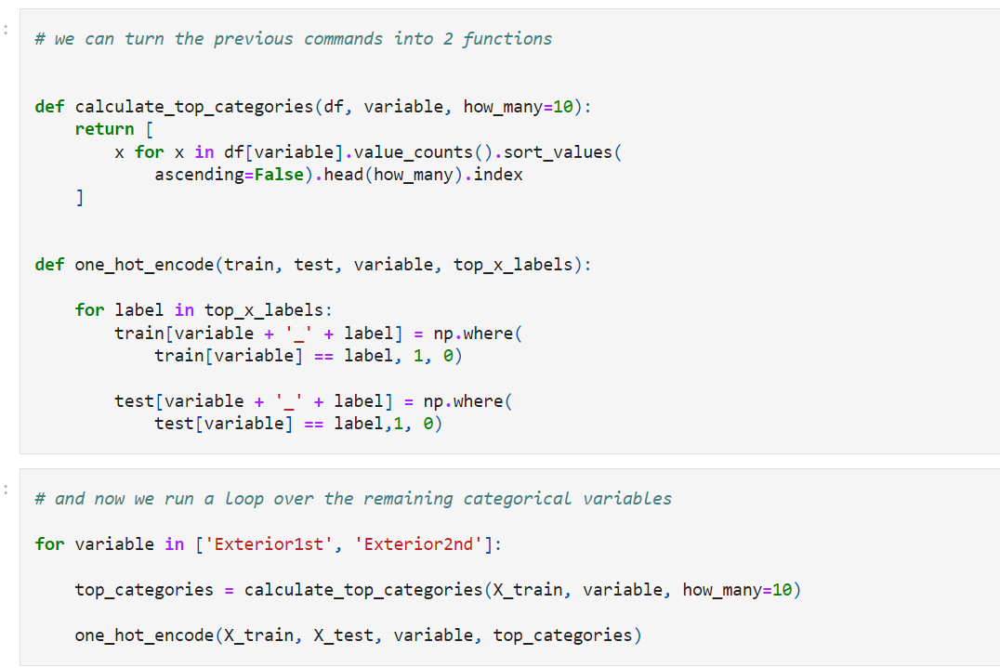 :
# we can turn the previous commands into 2 functions
def calculate_top_categories(df, variable, how_many=10):
    return [
        x for x in df[variable].value_counts().sort_values(
            ascending=False).head(how_many).index
    ]
def one_hot_encode(train, test, variable, top_x_labels):
    for label in top_x_labels:
        train[variable + '_' + label] = np.where(
            train[variable] == label, 1, 0)
        test[variable + '_' + label] = np.where(
            test[variable] == label,1, 0)
:
# and now we run a loop over the remaining categorical variables
for variable in ['Exterior1st', 'Exterior2nd']:
    top_categories = calculate_top_categories(X_train, variable, how_many=10)
    one_hot_encode(X_train, X_test, variable, top_categories)